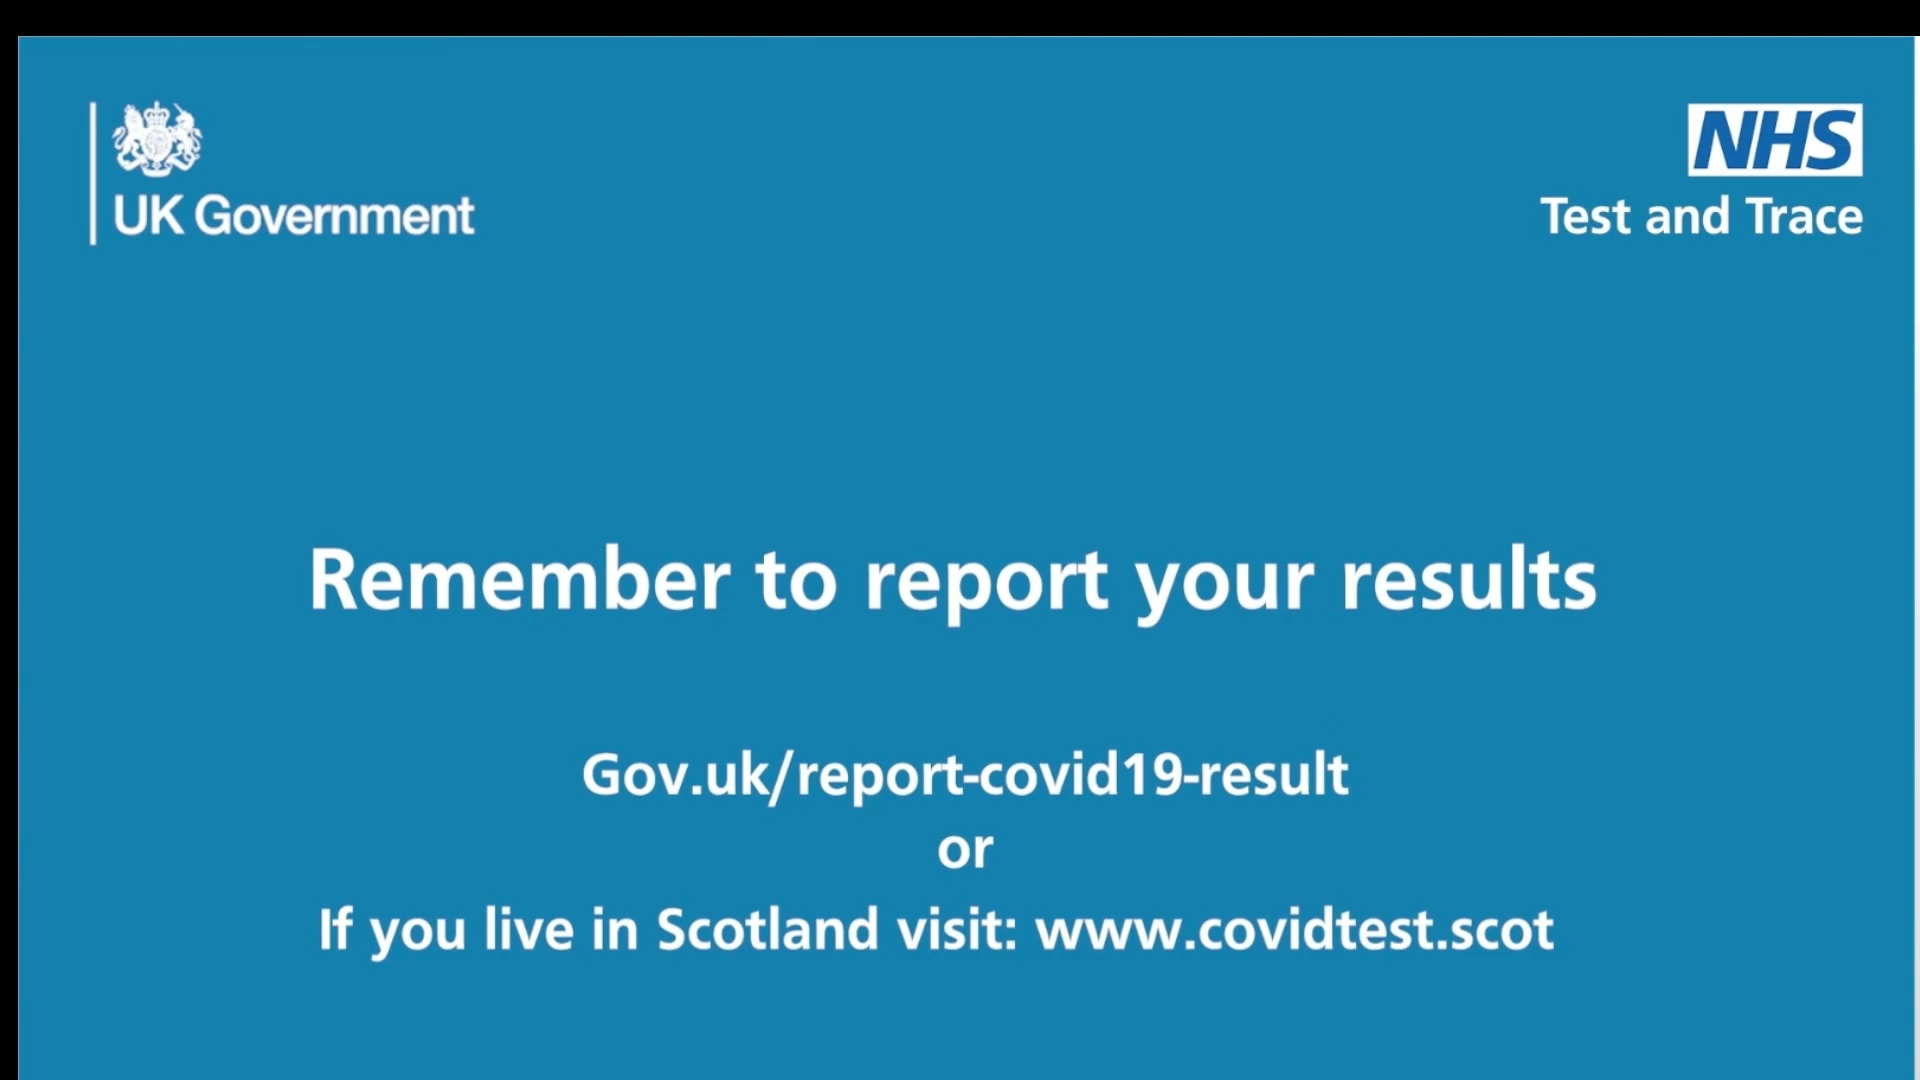 UK Government
NHS
Test and Trace
Remember to report your results
Gov.uk/report-covid19-result
or
If you live in Scotland visit: www.covidtest.scot